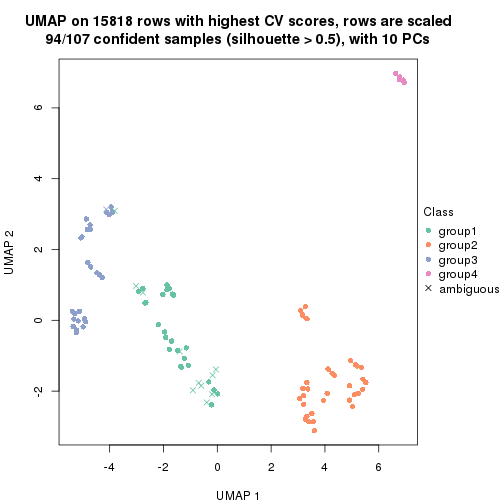 UMAP on 15818 rows with highest CV scores, rows are scaled
94/107 confident samples (silhouette > 0.5), with 10 PCs
6
4
2
0
-2
UMAP 2
-4
-2
0
2
4
6
UMAP 1
Class
group1
group2
group3
group4
ambiguous